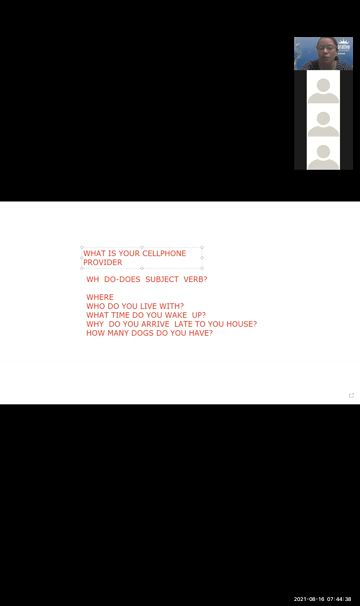 WHAT IS YOUR CELLPHONE
PROVIDER
WH DO-DOES SUBJECT VERB?
WHERE
WHO DO YOU LIVE WITH?
WHAT TIME DO YOU WAKE UP?
WHY DO YOU ARRIVE LATE TO YOU HOUSE?
HOW MANY DOGS DO YOU HAVE?
2021-06-16 07:44:38